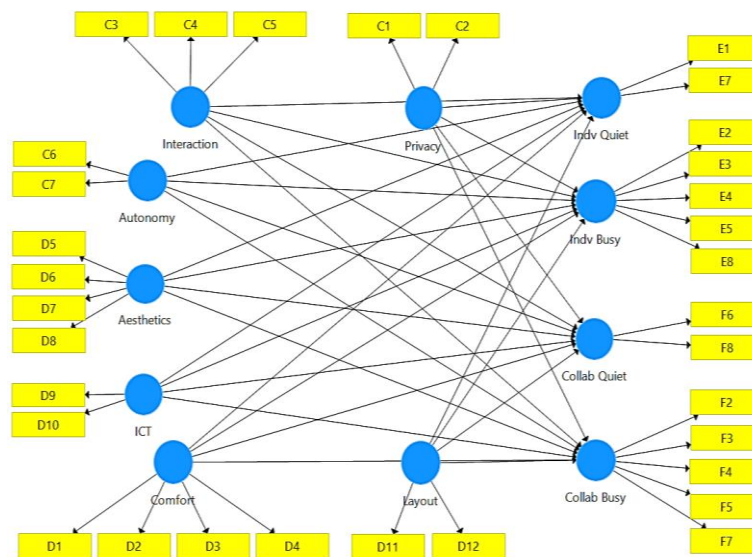 C3 C4 C5 C1 C2
E1
E7
Interaction Privacy Indv Quiet
C6
C7
Autonomy
E2
E3
E4
E5
E8
Indv Busy
D5
D6
D7
D8
Aesthetics
F6
F8
Collab Quiet
D9
D10
ICT
F2
F3
F4
F5
F7
Comfort Layout Collab Busy
D1 D2 D3 D4 D11 D12